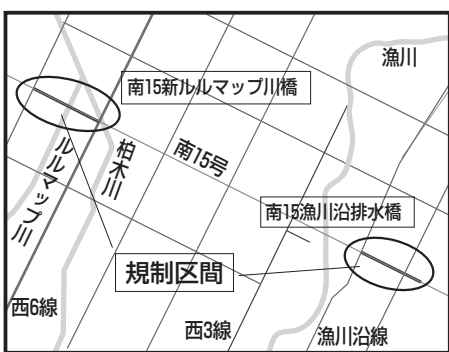 漁川
南15新ルルマップ川橋
南15号
柏木川
ルルマップ川
南15漁川沿排水橋
規制区間
西6線
西3線
漁川沿線